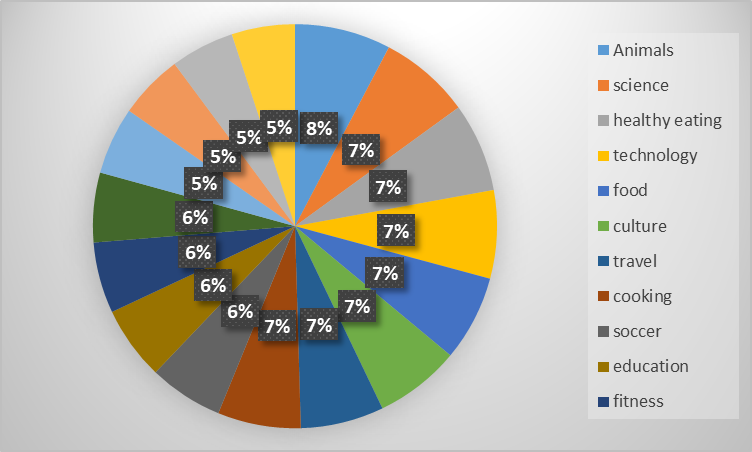 8%
7%
7%
7%
7%
7%
7%
7%
6%
6%
6%
6%
5%
5%
5%
5%
Animals
science
healthy eating
technology
food
culture
travel
cooking
soccer
education
fitness